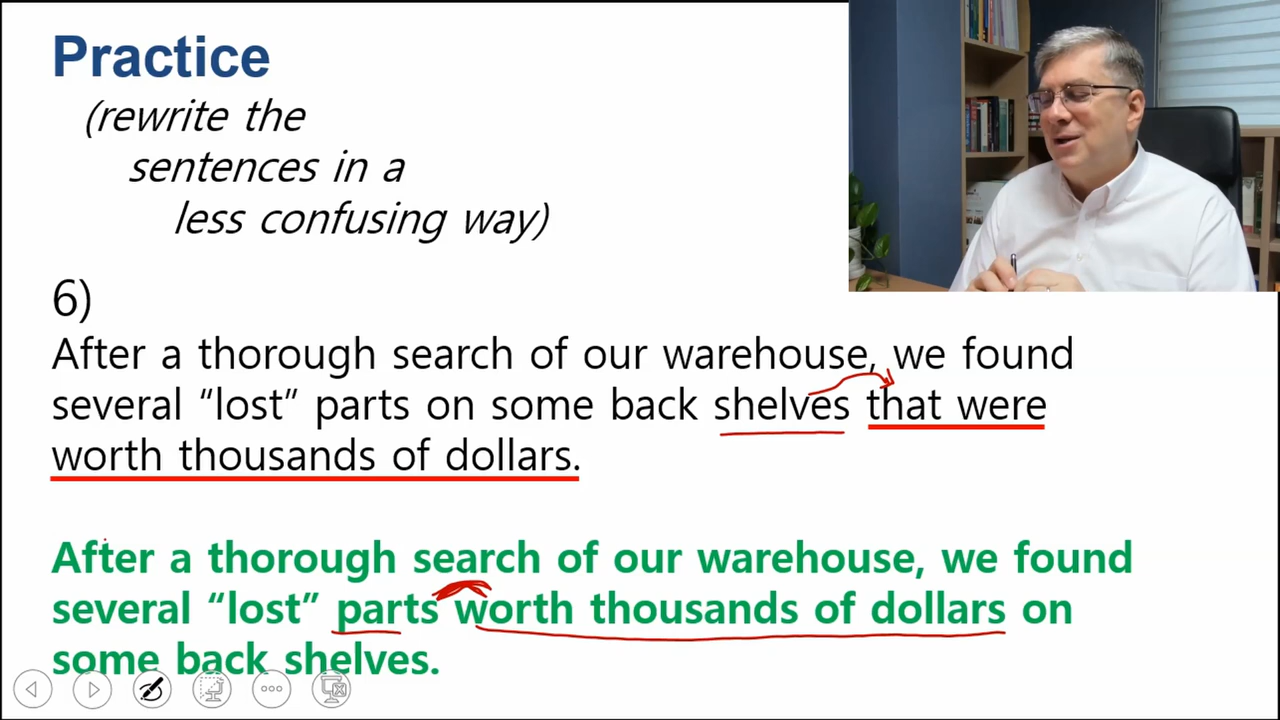 Practice
(rewrite the
sentences in a
less confusing way)
6)
After a thorough search of our warehouse, we found
several “lost” parts on some back shelves that were
worth thousands of dollars.
After a thorough search of our warehouse, we found
several “lost” parts worth thousands of dollars on
some back shelves.